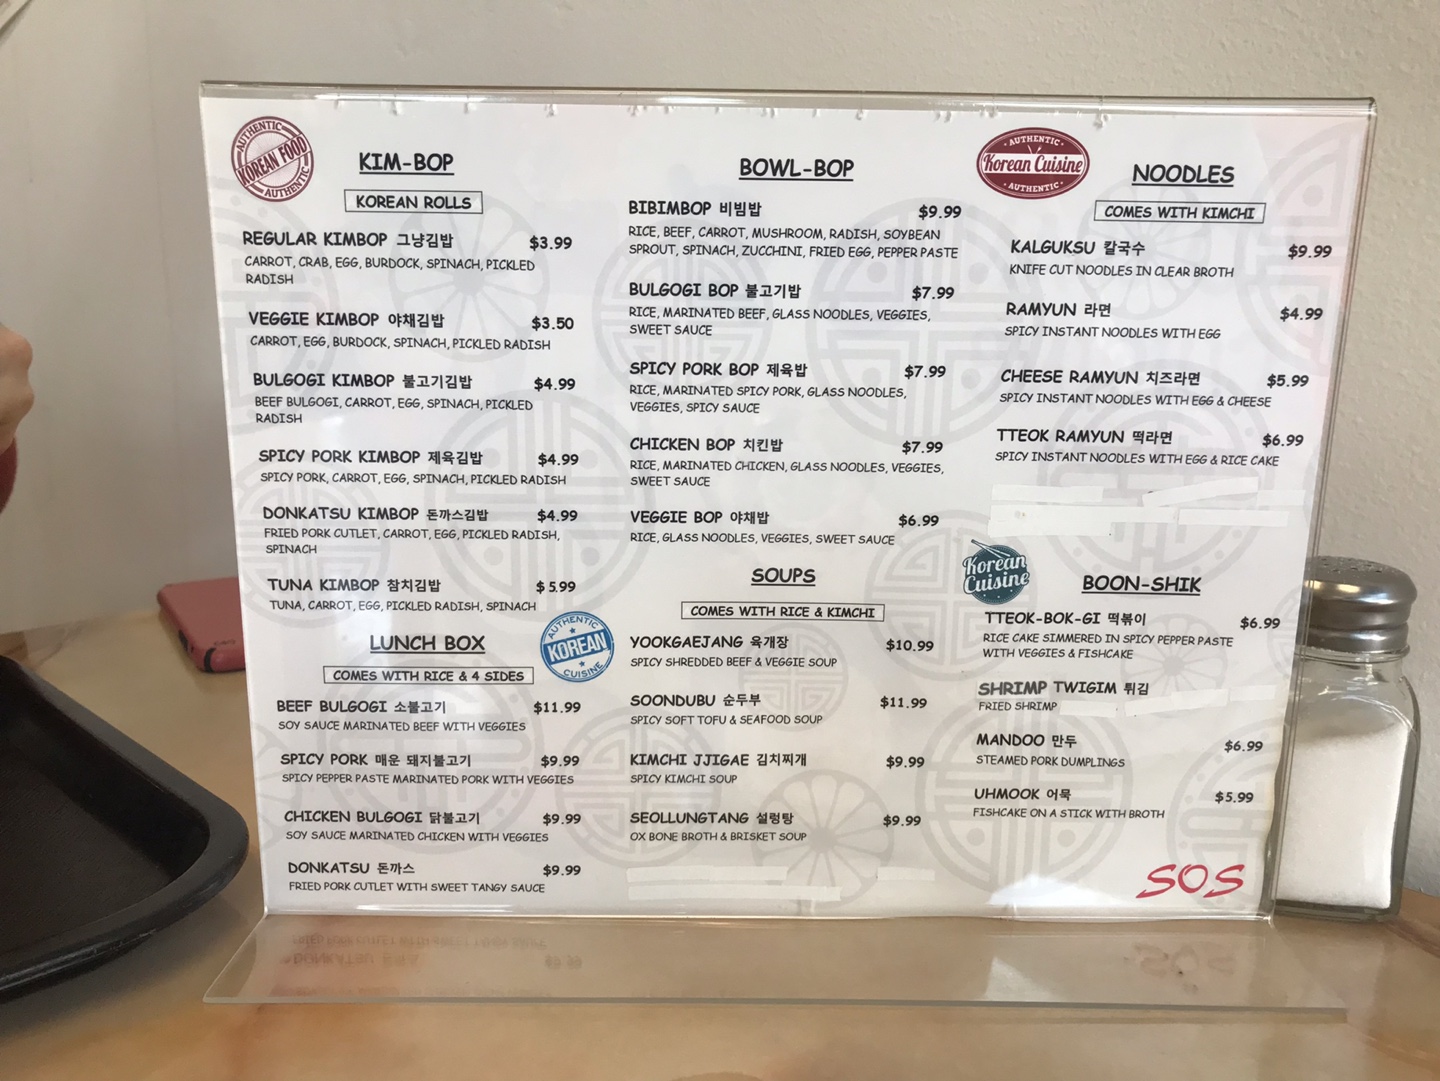 AUTHENTIC
KOREAN FOOD
AUTHENTIC
KIM-BOP
KOREAN ROLLS
REGULAR KIMBOP 그냥김밥 $3.99
CARROT, CRAB, EGG, BURDOCK, SPINACH, PICKLED
RADISH
VEGGIE KIMBOP 야채김밥 $3.50
CARROT, EGG, BURDOCK, SPINACH, PICKLED RADISH
BULGOGI KIMBOP 불고기김밥 $4.99
BEEF BULGOGI, CARROT, EGG, SPINACH, PICKLED
RADISH
SPICY PORK KIMBOP 제육김밥 $4.99
SPICY PORK, CARROT, EGG, SPINACH, PICKLED RADISH
DONKATSU KIMBOP 돈까스김밥 $4.99
FRIED PORK CUTLET, CARROT, EGG, PICKLED RADISH,
SPINACH
TUNA KIMBOP 참치김밥 $5.99
TUNA, CARROT, EGG, PICKLED RADISH, SPINACH
LUNCH BOX
COMES WITH RICE & 4 SIDES
AUTHENTIC
KOREAN
CUISINE
BEEF BULGOGI 소불고기 $11.99
SOY SAUCE MARINATED BEEF WITH VEGGIES
SPICY PORK 매운 돼지불고기 $9.99
SPICY PEPPER PASTE MARINATED PORK WITH VEGGIES
CHICKEN BULGOGI 닭불고기 $9.99
SOY SAUCE MARINATED CHICKEN WITH VEGGIES
DONKATSU 돈까스 $9.99
FRIED PORK CUTLET WITH SWEET TANGY SAUCE
BOWL-BOP
BIBIMBOP 비빔밥 $9.99
RICE, BEEF, CARROT, MUSHROOM, RADISH, SOYBEAN
SPROUT, SPINACH, ZUCCHINI, FRIED EGG, PEPPER PASTE
BULGOGI BOP 불고기밥 $7.99
RICE, MARINATED BEEF, GLASS NOODLES, VEGGIES,
SWEET SAUCE
SPICY PORK BOP 제육밥 $7.99
RICE, MARINATED SPICY PORK, GLASS NOODLES,
VEGGIES, SPICY SAUCE
CHICKEN BOP 치킨밥 $7.99
RICE, MARINATED CHICKEN, GLASS NOODLES, VEGGIES,
SWEET SAUCE
VEGGIE BOP 야채밥 $6.99
RICE, GLASS NOODLES, VEGGIES, SWEET SAUCE
SOUPS
COMES WITH RICE & KIMCHI
YOOKGAEJANG 육개장 $10.99
SPICY SHREDDED BEEF & VEGGIE SOUP
SOONDUBU 순두부 $11.99
SPICY SOFT TOFU & SEAFOOD SOUP
KIMCHI JJIGAE 김치찌개 $9.99
SPICY KIMCHI SOUP
SEOLLUNGTANG 설렁탕 $9.99
OX BONE BROTH & BRISKET SOUP
AUTHENTIC
Korean Cuisine
AUTHENTIC
NOODLES
COMES WITH KIMCHI
KALGUKSU 칼국수 $9.99
KNIFE CUT NOODLES IN CLEAR BROTH
RAMYUN 라면 $4.99
SPICY INSTANT NOODLES WITH EGG
CHEESE RAMYUN 치즈라면 $5.99
SPICY INSTANT NOODLES WITH EGG & CHEESE
TTEOK RAMYUN 떡라면 $6.99
SPICY INSTANT NOODLES WITH EGG & RICE CAKE
Korean
Cuisine
BOON-SHIK
TTEOK-BOK-GI 떡볶이 $6.99
RICE CAKE SIMMERED IN SPICY PEPPER PASTE
WITH VEGGIES & FISHCAKE
SHRIMP TWIGIM 튀김
FRIED SHRIMP
MANDOO 만두 $6.99
STEAMED PORK DUMPLINGS
UHMOOK 어묵 $5.99
FISHCAKE ON A STICK WITH BROTH
SOS